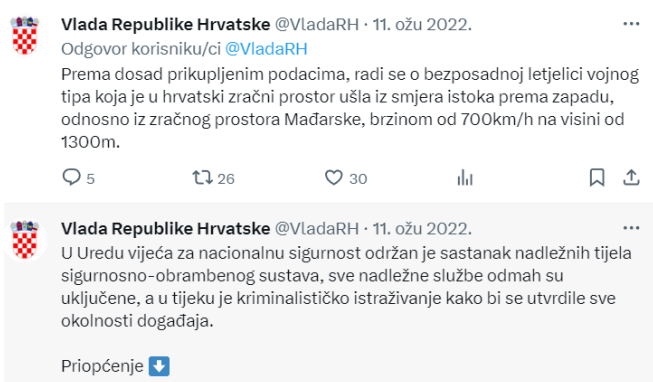 Vlada Republike Hrvatske @VladaRH · 11. ožu 2022.
Odgovor korisniku/ci @VladaRH
Prema dosad prikupljenim podacima, radi se o bezposadnoj letjelici vojnog
tipa koja je u hrvatski zračni prostor ušla iz smjera istoka prema zapadu,
odnosno iz zračnog prostora Mađarske, brzinom od 700km/h na visini od
1300m.
5 26 30
Vlada Republike Hrvatske @VladaRH · 11. ožu 2022.
U Uredu vijeća za nacionalnu sigurnost održan je sastanak nadležnih tijela
sigurnosno-obrambenog sustava, sve nadležne službe odmah su
uključene, a u tijeku je kriminalističko istraživanje kako bi se utvrdile sve
okolnosti događaja.
Priopćenje ⬇️